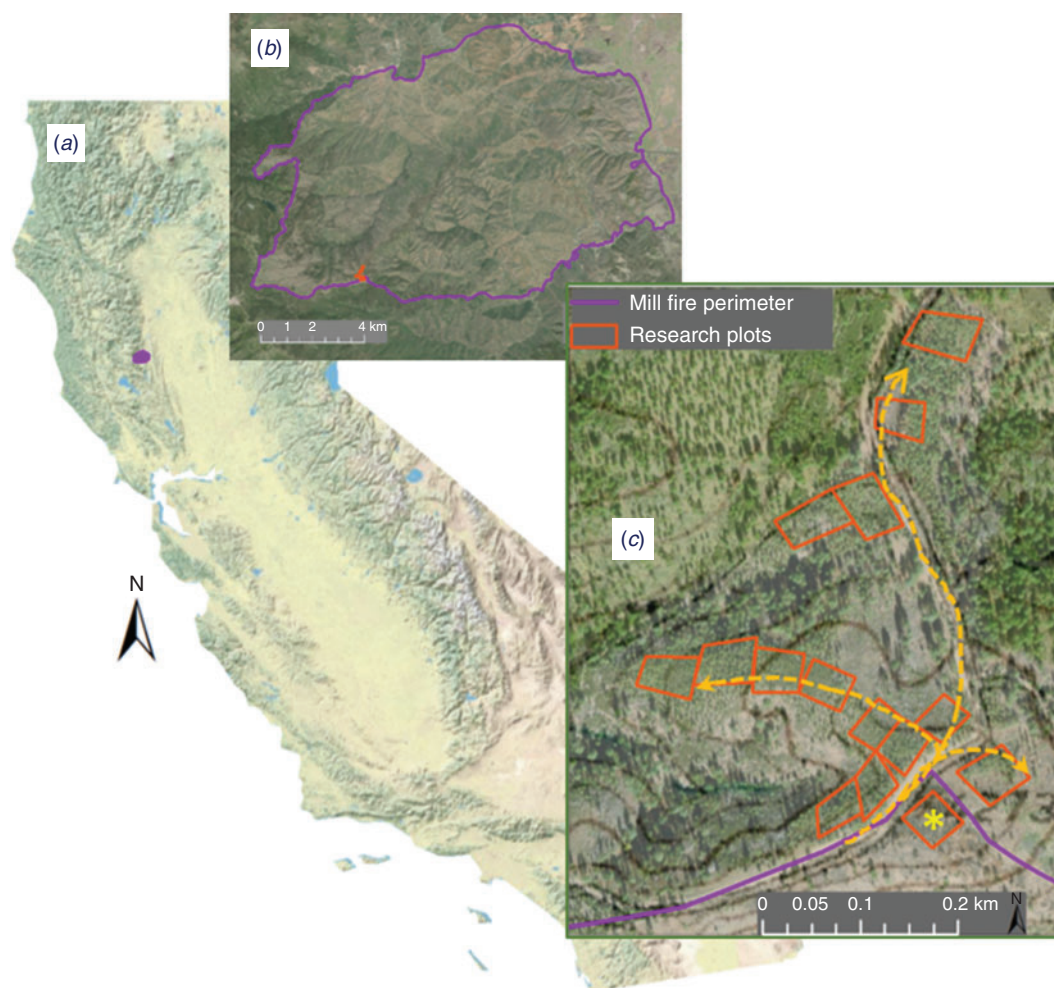 (b)
(a)
0 1 2 4 km
Mill fire perimeter
Research plots
(c)
N
*
0 0.05 0.1 0.2 km
N